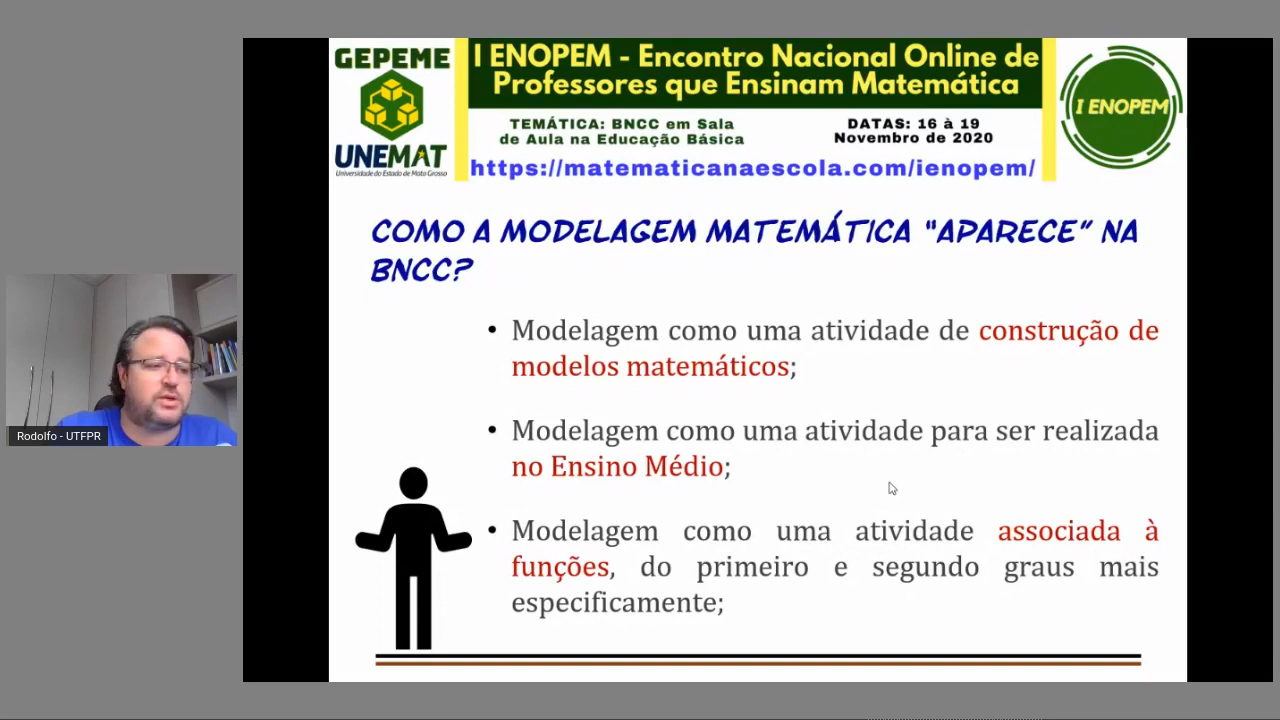 GEPEME
UNEMAT
Universidade do Estado de Mato Grosso
I ENOPEM - Encontro Nacional Online de
Professores que Ensinam Matemática
TEMÁTICA: BNCC em Sala
de Aula na Educação Básica
DATAS: 16 à 19
Novembro de 2020
https://matematicanaescola.com/ienopem/
I ENOPEM
COMO A MODELAGEM MATEMÁTICA "APARECE" NA
BNCC?
• Modelagem como uma atividade de construção de
modelos matemáticos;
• Modelagem como uma atividade para ser realizada
no Ensino Médio;
• Modelagem como uma atividade associada à
funções, do primeiro e segundo graus mais
especificamente;
Rodolfo - UTFPR